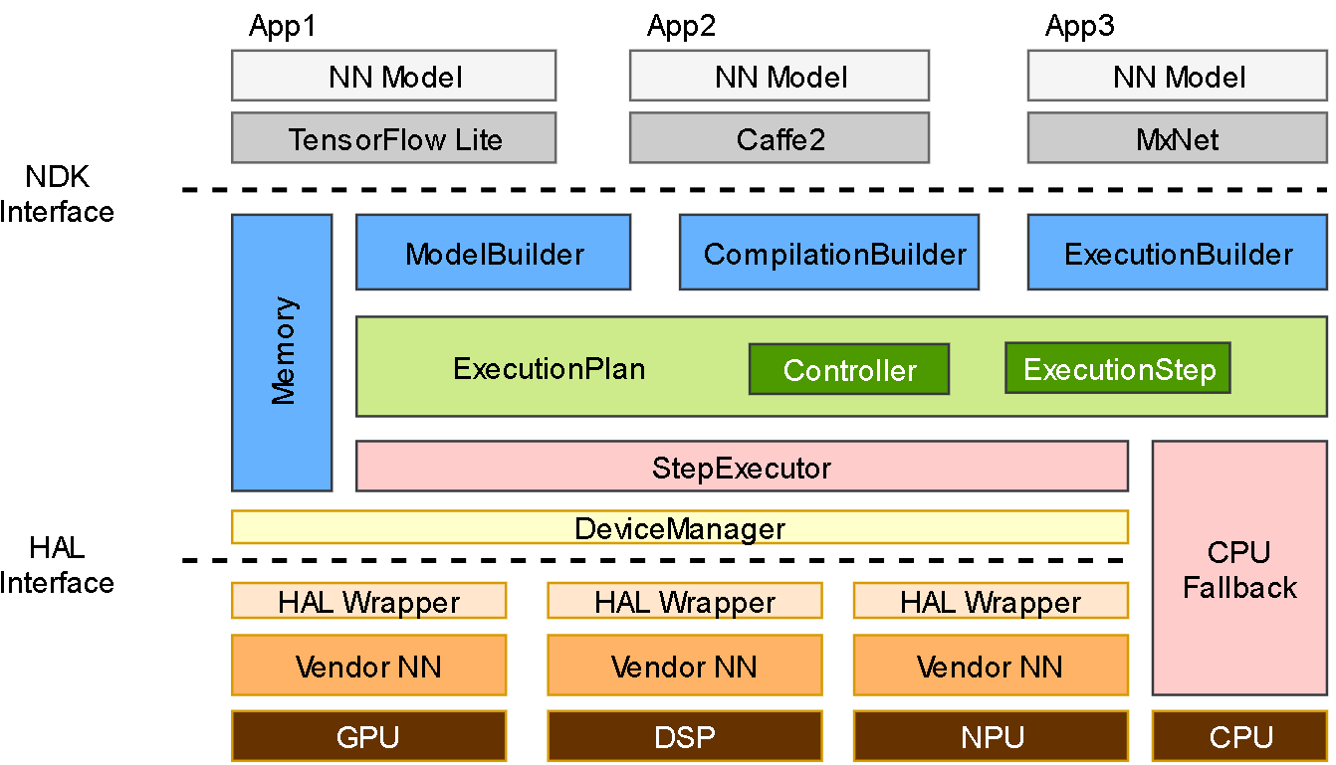 App1
App2
App3
NN Model
NN Model
NN Model
TensorFlow Lite
Caffe2
MxNet
NDK
Interface
ModelBuilder
CompilationBuilder
ExecutionBuilder
Memory
ExecutionPlan
Controller
ExecutionStep
StepExecutor
DeviceManager
HAL
Interface
CPU
Fallback
HAL Wrapper
HAL Wrapper
HAL Wrapper
Vendor NN
Vendor NN
Vendor NN
GPU
DSP
NPU
CPU